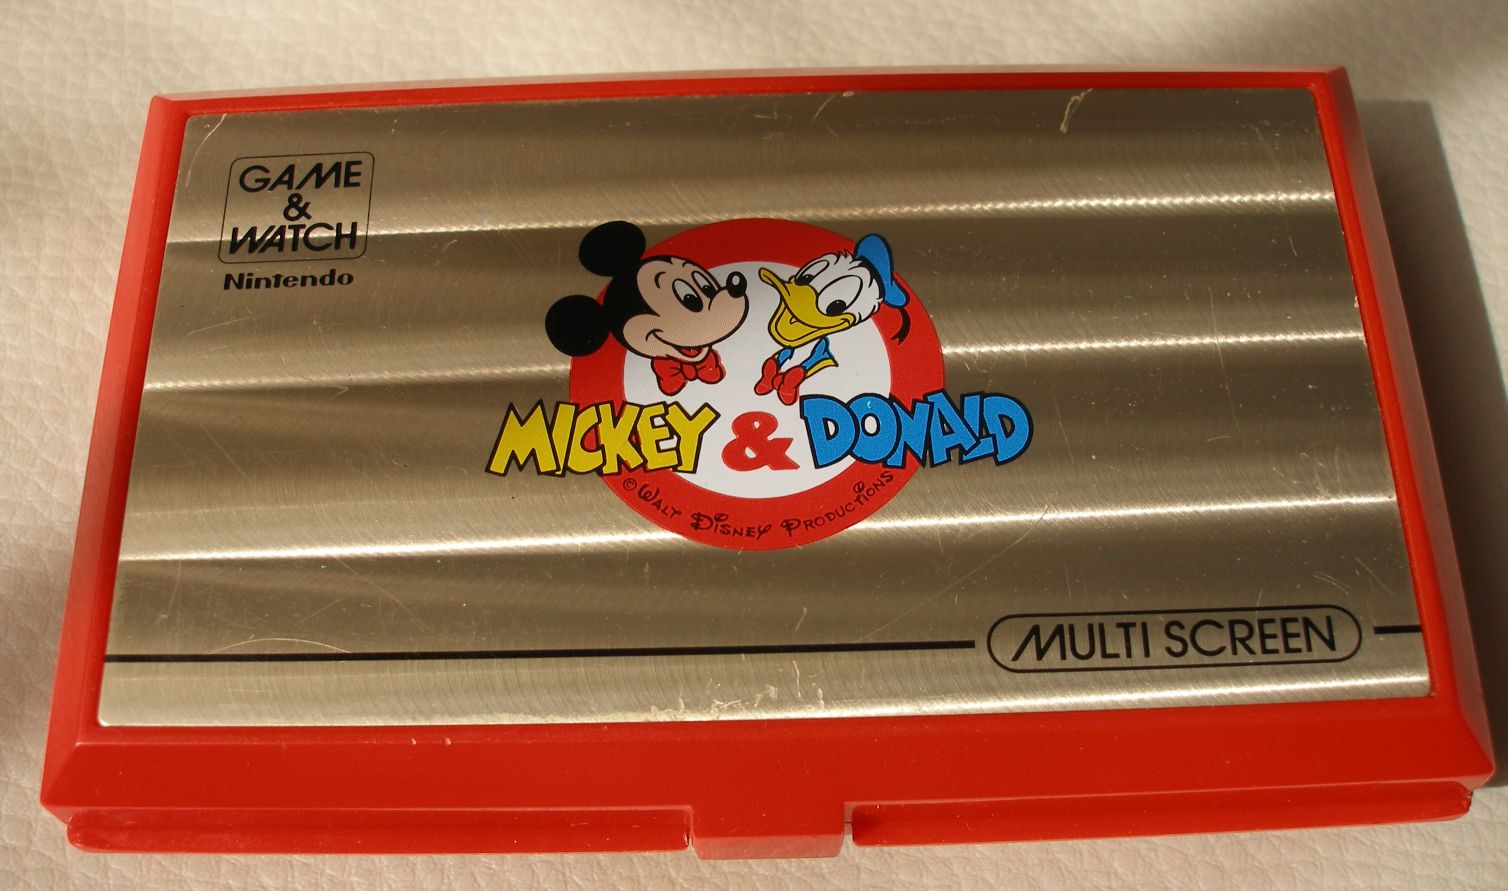 GAME
&
WATCH
Nintendo
MICKEY & DONALD
© WALT DISNEY PRODUCTIONS
MULTI SCREEN